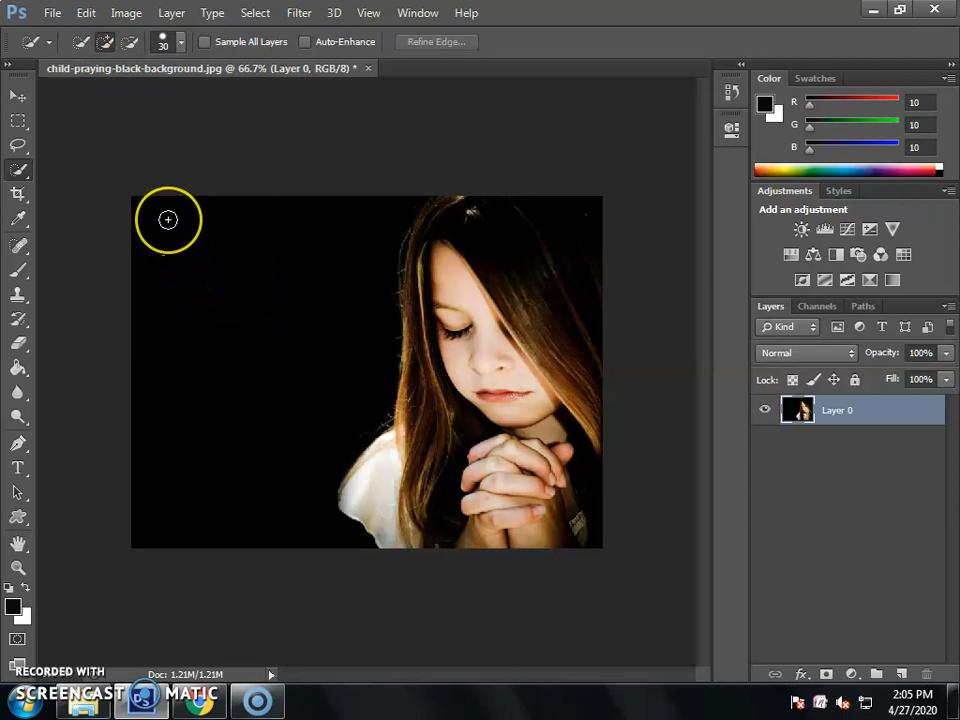 Ps File Edit Image Layer Type Select Filter 3D View Window Help
30 Sample All Layers Auto-Enhance Refine Edge...
child-praying-black-background.jpg @ 66.7% (Layer 0, RGB/8) * ×
Color Swatches
R 10
G 10
B 10
Adjustments Styles
Add an adjustment
Layers Channels Paths
Kind
Normal Opacity: 100%
Lock: Fill: 100%
Layer 0
RECORDED WITH
SCREENCAST MATIC
Doc: 1.21M/1.21M
2:05 PM
4/27/2020